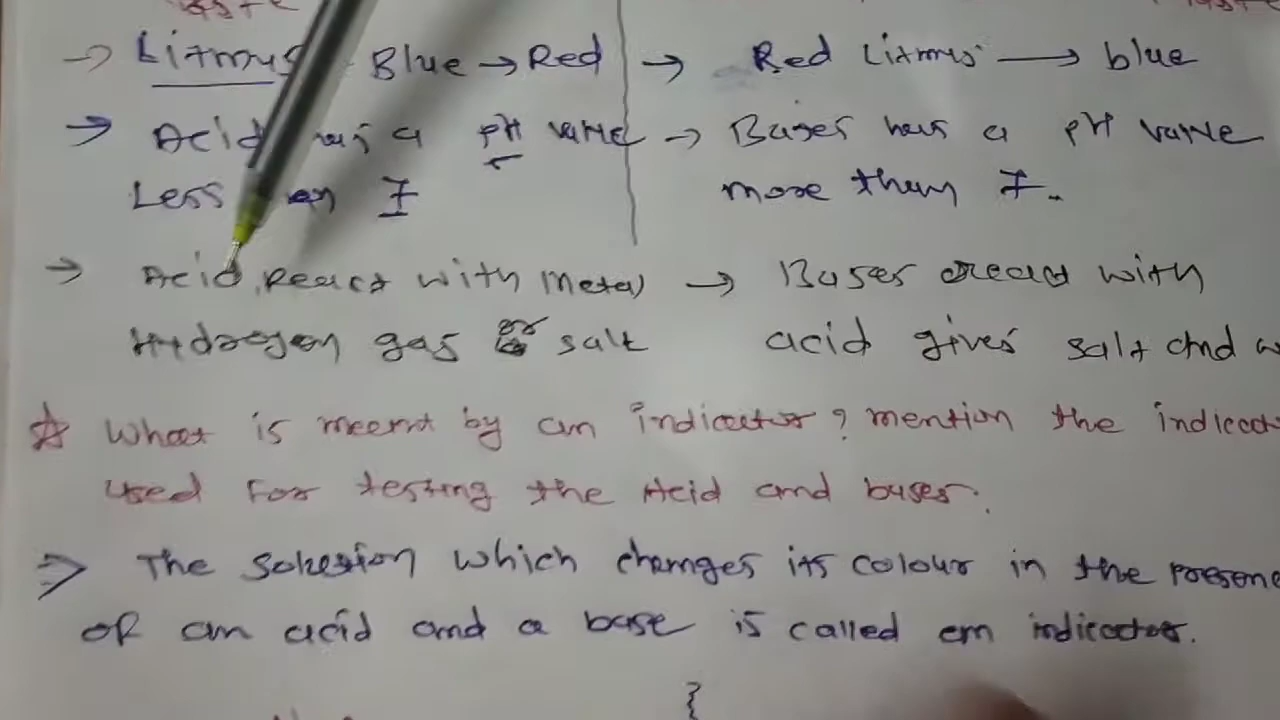 → Litmus Blue → Red → Red Litmus → blue
→ Acid has a pH value → Bases has a pH value
Less 7 more then 7.
→ Acid React with Metal → Bases react with
Hydrogen gas or salt acid gives salt and
☆ What is meant by an indicator? mention the indicat
used for testing the Acid and bases.
⇒ The solution which changes its colour in the presen
of an acid and a base is called an indicator.